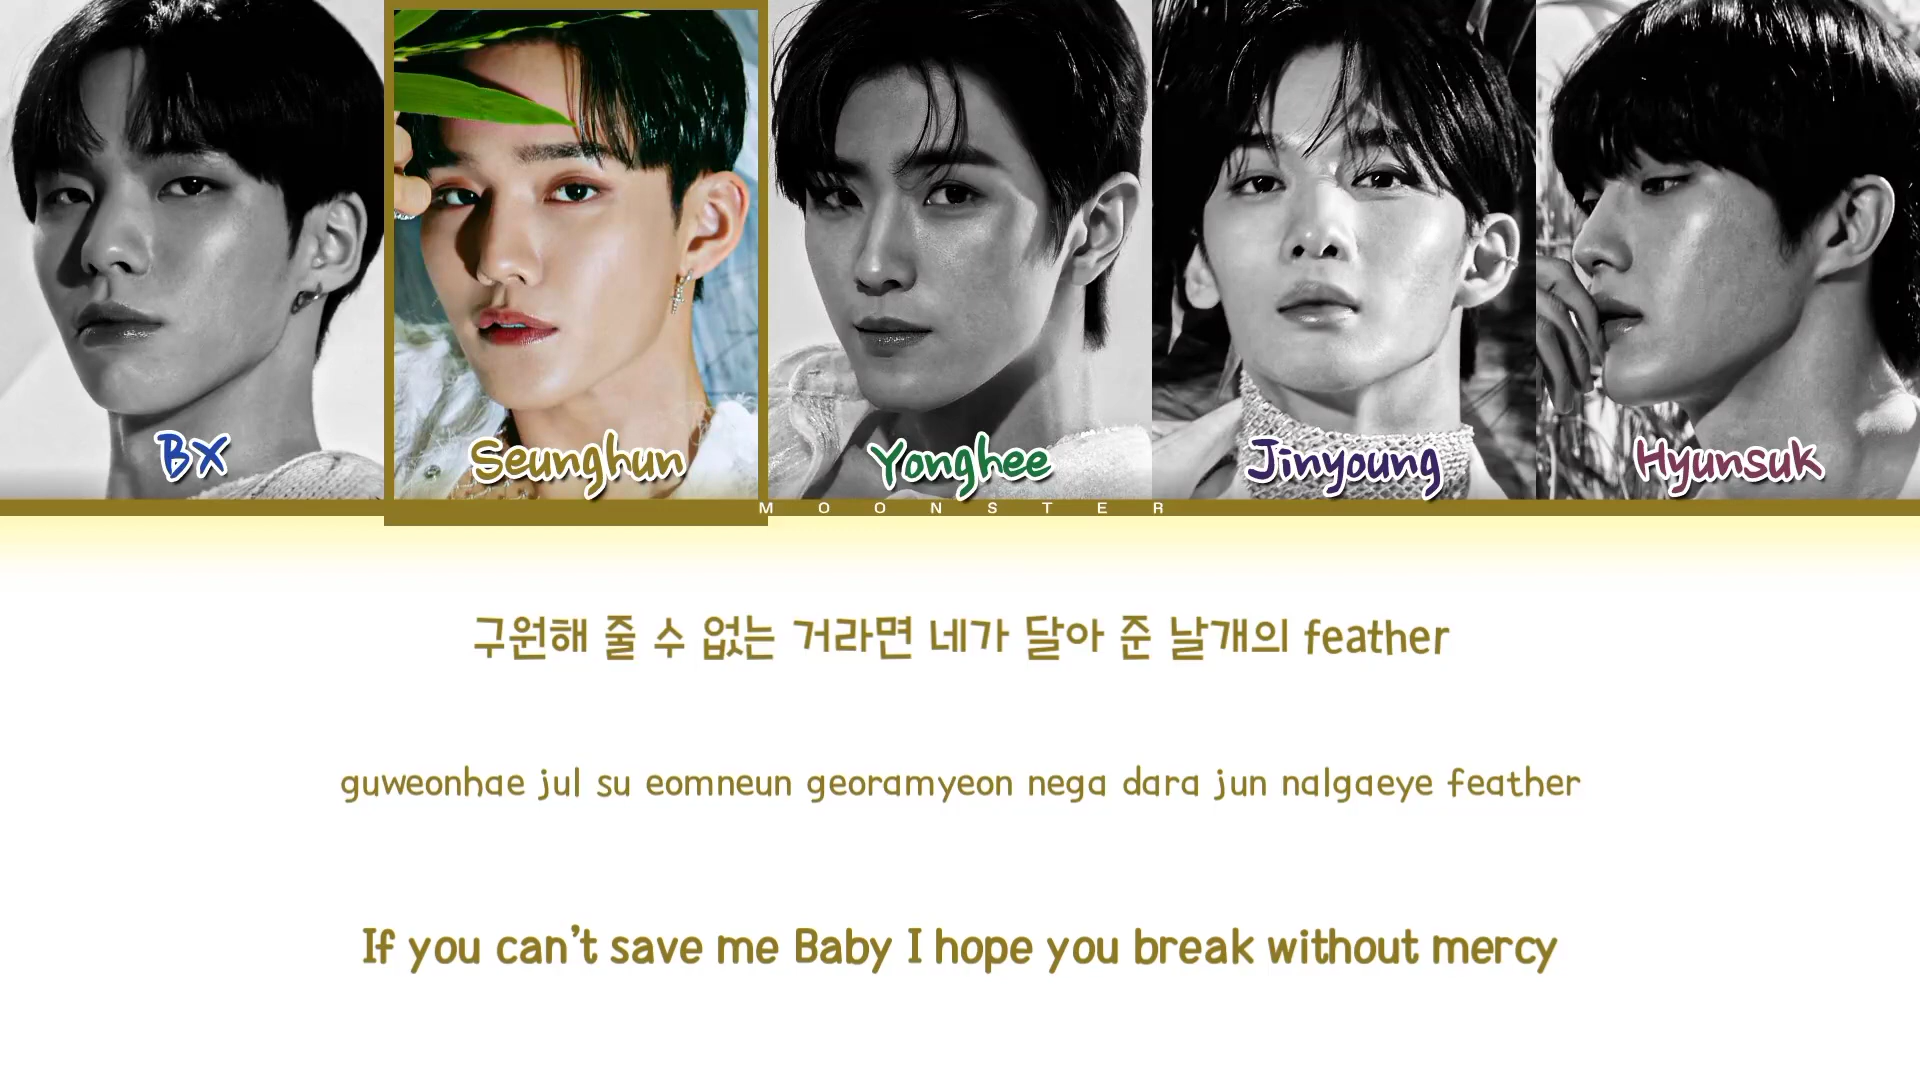 BX
Seunghun
Yonghee
Jinyoung
Hyunsuk
MOONSTER
구원해 줄 수 없는 거라면 네가 달아 준 날개의 feather
guweonhae jul su eomneun georamyeon nega dara jun nalgaeye feather
If you can't save me Baby I hope you break without mercy